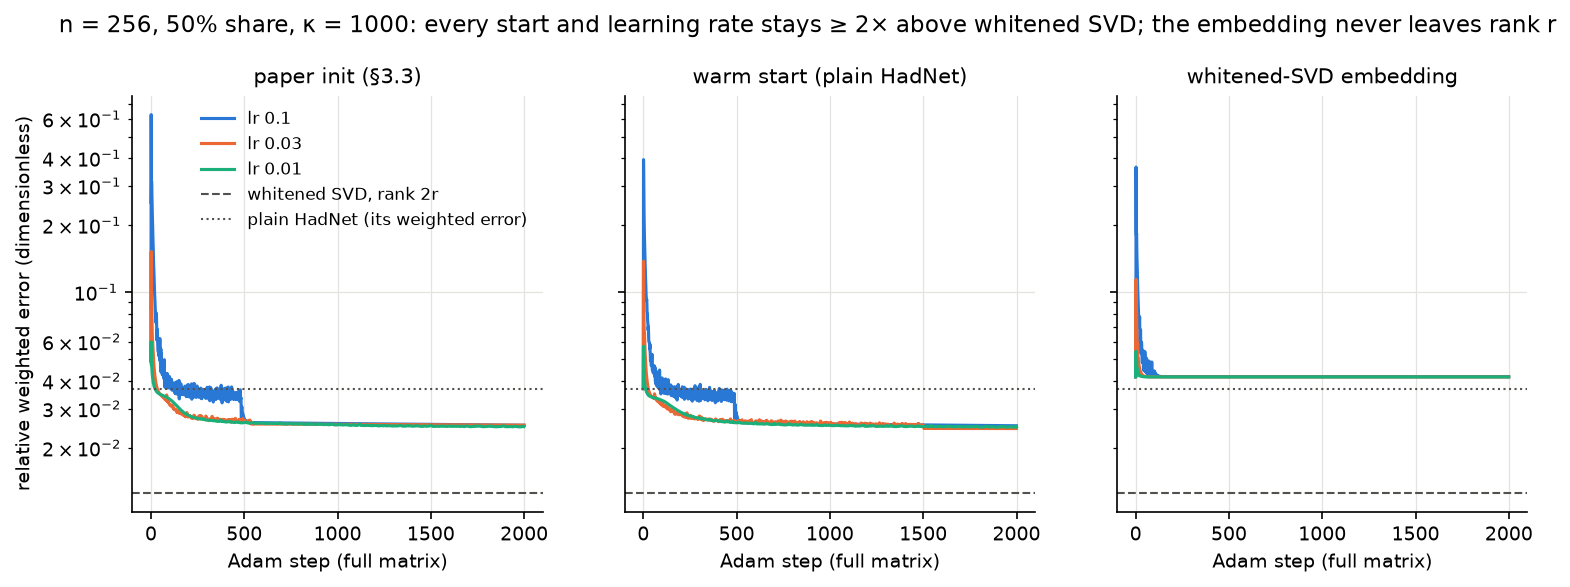 n = 256, 50% share, κ = 1000: every start and learning rate stays ≥ 2× above whitened SVD; the embedding never leaves rank r
paper init (§3.3)
warm start (plain HadNet)
whitened-SVD embedding
relative weighted error (dimensionless)
6 × 10⁻¹
4 × 10⁻¹
3 × 10⁻¹
2 × 10⁻¹
10⁻¹
6 × 10⁻²
4 × 10⁻²
3 × 10⁻²
2 × 10⁻²
lr 0.1
lr 0.03
lr 0.01
whitened SVD, rank 2r
plain HadNet (its weighted error)
0 500 1000 1500 2000
Adam step (full matrix)
0 500 1000 1500 2000
Adam step (full matrix)
0 500 1000 1500 2000
Adam step (full matrix)